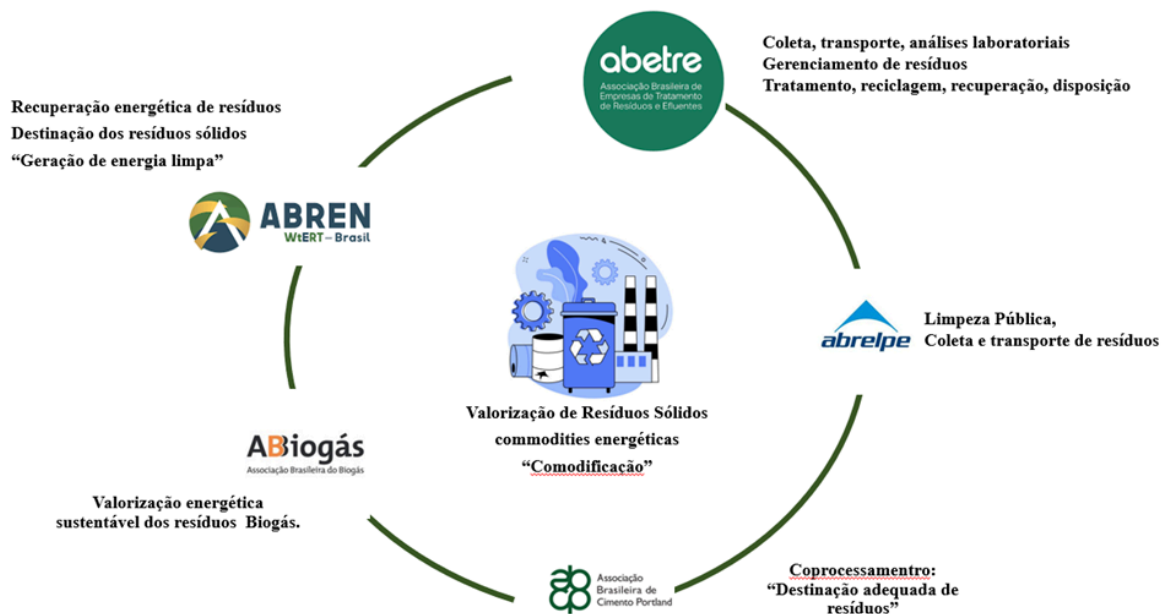 abetre
Associação Brasileira de
Empresas de Tratamento
de Resíduos e Efluentes
Coleta, transporte, análises laboratoriais
Gerenciamento de resíduos
Tratamento, reciclagem, recuperação, disposição
Recuperação energética de resíduos
Destinação dos resíduos sólidos
“Geração de energia limpa”
ABREN
WtERT – Brasil
abrelpe
Limpeza Pública,
Coleta e transporte de resíduos
Valorização de Resíduos Sólidos
commodities energéticas
“Comodificação”
ABiogás
Associação Brasileira do Biogás
Valorização energética
sustentável dos resíduos Biogás.
abcp
Associação
Brasileira de
Cimento Portland
Coprocessamentro:
“Destinação adequada de
resíduos”